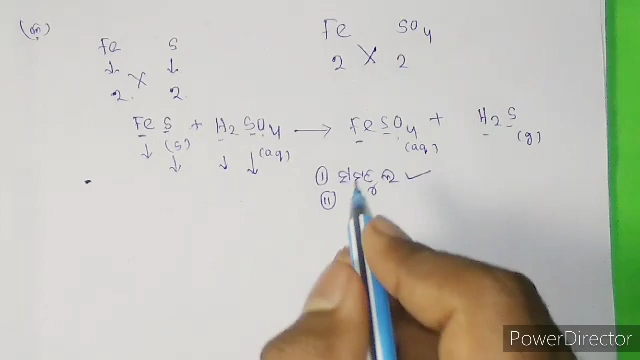 (କ)
Fe SO4
Fe S
↓ ↓
2 X 2
2 X 2
FeS + H2SO4 ⟶ FeSO4 + H2S
(s) (aq) (aq) (g)
↓ ↓ ↓ ↓
(i) ✓
(ii)
PowerDirector